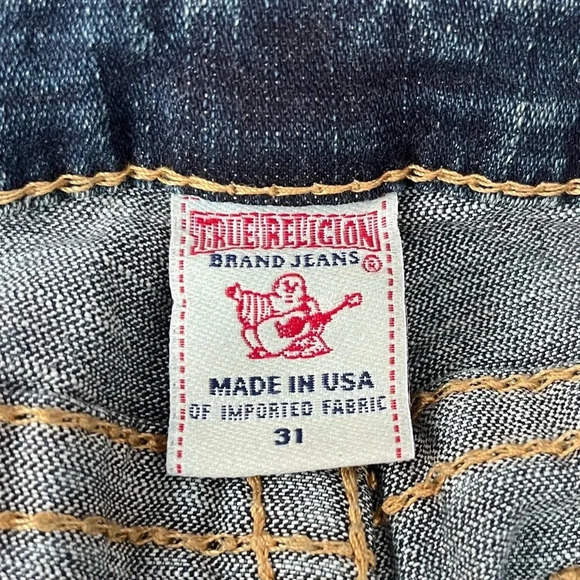 TRUE RELIGION
BRAND JEANS ®
MADE IN USA
OF IMPORTED FABRIC
31